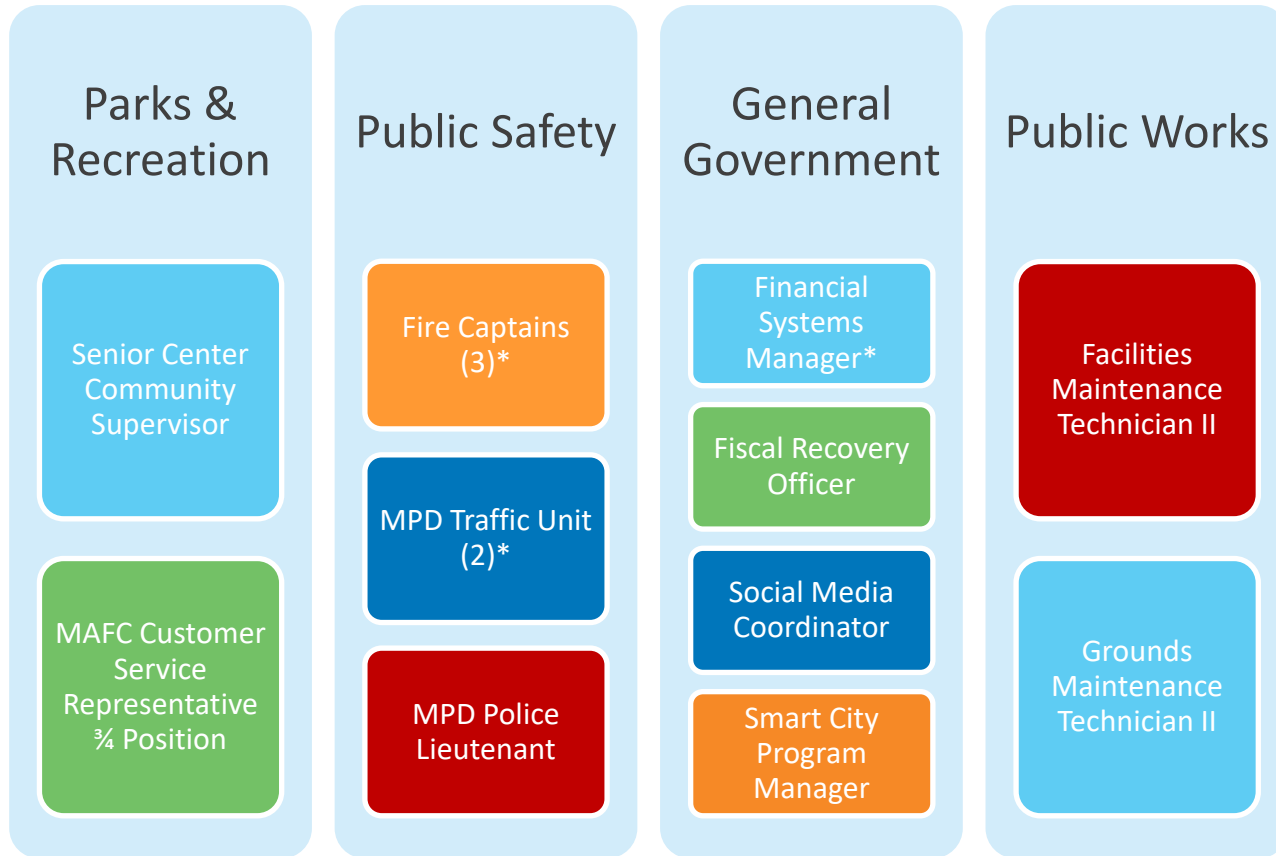 Parks &
Recreation
Senior Center
Community
Supervisor
MAFC Customer
Service
Representative
¾ Position
Public Safety
Fire Captains
(3)*
MPD Traffic Unit
(2)*
MPD Police
Lieutenant
General
Government
Financial
Systems
Manager*
Fiscal Recovery
Officer
Social Media
Coordinator
Smart City
Program
Manager
Public Works
Facilities
Maintenance
Technician II
Grounds
Maintenance
Technician II